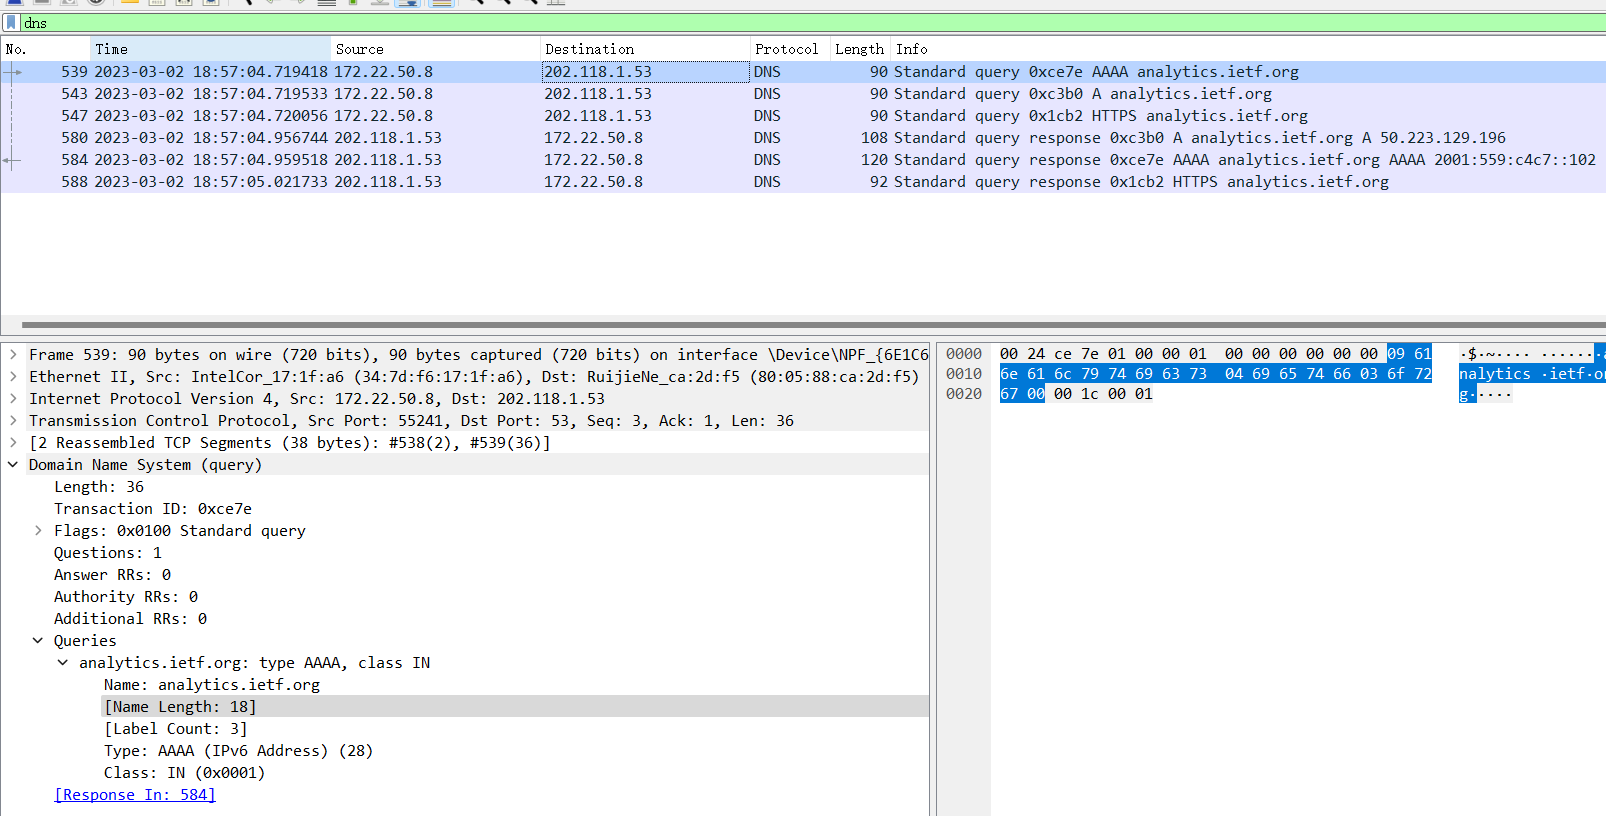 dns
No. Time Source Destination Protocol Length Info
539 2023-03-02 18:57:04.719418 172.22.50.8 202.118.1.53 DNS 90 Standard query 0xce7e AAAA analytics.ietf.org
543 2023-03-02 18:57:04.719533 172.22.50.8 202.118.1.53 DNS 90 Standard query 0xc3b0 A analytics.ietf.org
547 2023-03-02 18:57:04.720056 172.22.50.8 202.118.1.53 DNS 90 Standard query 0x1cb2 HTTPS analytics.ietf.org
580 2023-03-02 18:57:04.956744 202.118.1.53 172.22.50.8 DNS 108 Standard query response 0xc3b0 A analytics.ietf.org A 50.223.129.196
584 2023-03-02 18:57:04.959518 202.118.1.53 172.22.50.8 DNS 120 Standard query response 0xce7e AAAA analytics.ietf.org AAAA 2001:559:c4c7::102
588 2023-03-02 18:57:05.021733 202.118.1.53 172.22.50.8 DNS 92 Standard query response 0x1cb2 HTTPS analytics.ietf.org
Frame 539: 90 bytes on wire (720 bits), 90 bytes captured (720 bits) on interface \Device\NPF_{6E1C6
Ethernet II, Src: IntelCor_17:1f:a6 (34:7d:f6:17:1f:a6), Dst: RuijieNe_ca:2d:f5 (80:05:88:ca:2d:f5)
Internet Protocol Version 4, Src: 172.22.50.8, Dst: 202.118.1.53
Transmission Control Protocol, Src Port: 55241, Dst Port: 53, Seq: 3, Ack: 1, Len: 36
[2 Reassembled TCP Segments (38 bytes): #538(2), #539(36)]
Domain Name System (query)
Length: 36
Transaction ID: 0xce7e
Flags: 0x0100 Standard query
Questions: 1
Answer RRs: 0
Authority RRs: 0
Additional RRs: 0
Queries
analytics.ietf.org: type AAAA, class IN
Name: analytics.ietf.org
[Name Length: 18]
[Label Count: 3]
Type: AAAA (IPv6 Address) (28)
Class: IN (0x0001)
[Response In: 584]
0000 00 24 ce 7e 01 00 00 01 00 00 00 00 00 00 09 61 ·$·~···· ·······a
0010 6e 61 6c 79 74 69 63 73 04 69 65 74 66 03 6f 72 nalytics ·ietf·or
0020 67 00 00 1c 00 01 g·····